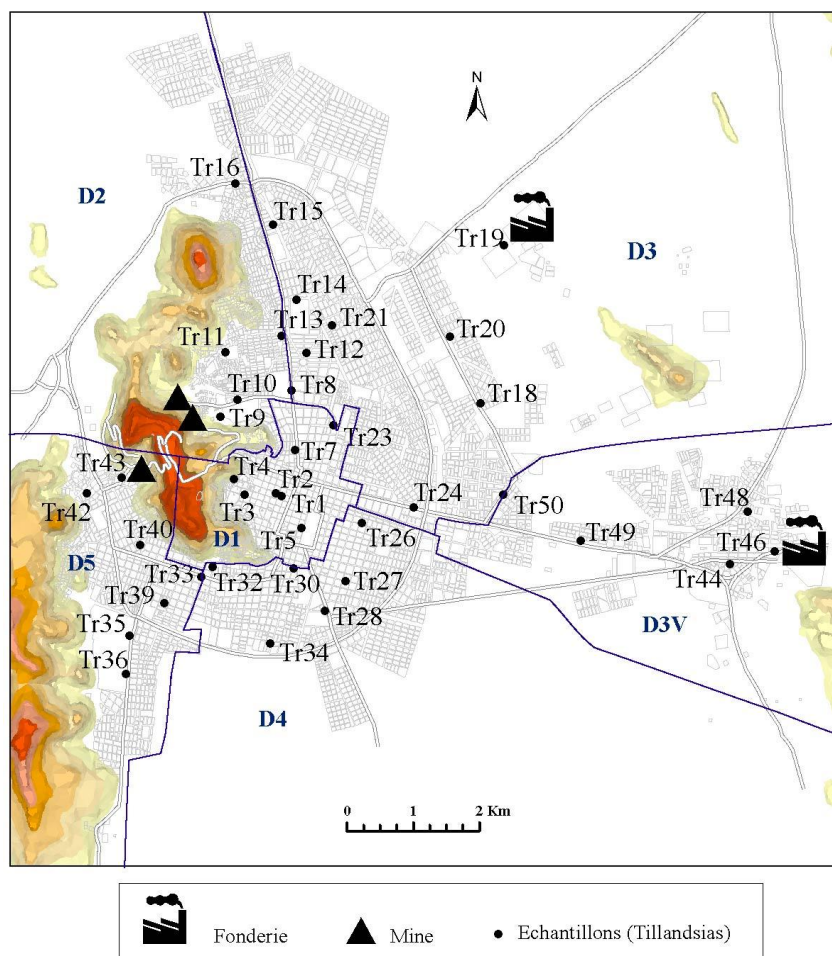 N
Tr16
D2
Tr15
Tr19
D3
Tr14
Tr13
Tr21
Tr11
Tr12
Tr20
Tr10
Tr8
Tr18
Tr9
Tr23
Tr7
Tr43
Tr4
Tr2
Tr42
Tr3
Tr1
Tr24
Tr50
Tr48
Tr40
D1
Tr5
Tr26
Tr49
Tr46
D5
Tr33
Tr32
Tr30
Tr27
Tr44
Tr39
Tr28
Tr35
D3V
Tr34
Tr36
D4
0 1 2 Km
Fonderie Mine Echantillons (Tillandsias)